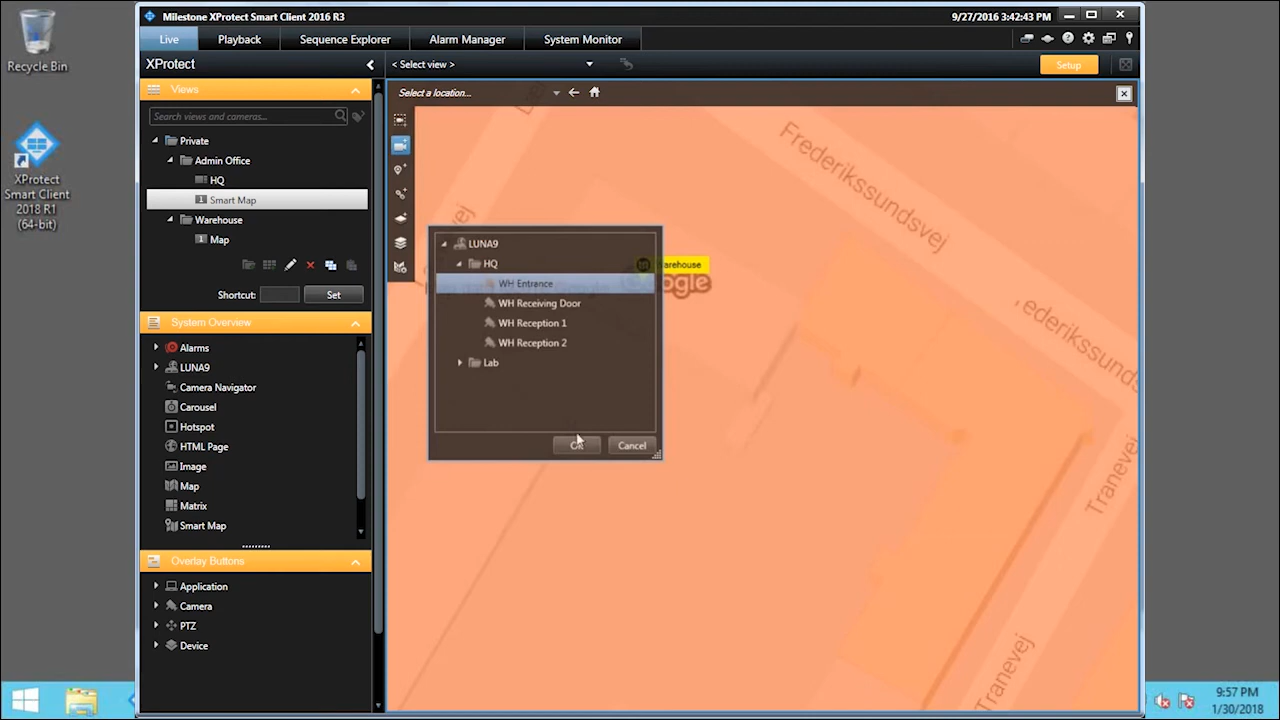 Recycle Bin
XProtect
Smart Client
2018 R1
(64-bit)
Milestone XProtect Smart Client 2016 R3
9/27/2016 3:42:43 PM
Live
Playback
Sequence Explorer
Alarm Manager
System Monitor
XProtect
< Select view >
Setup
Views
Search views and cameras...
Private
Admin Office
HQ
1
Smart Map
Warehouse
1
Map
Shortcut:
Set
System Overview
Alarms
LUNA9
Camera Navigator
Carousel
Hotspot
HTML Page
Image
Map
Matrix
Smart Map
Overlay Buttons
Application
Camera
PTZ
Device
Select a location...
Frederikssundsvej
Tranevej
Tranevej
LUNA9
HQ
WH Entrance
WH Receiving Door
WH Reception 1
WH Reception 2
Lab
Cancel
9:57 PM
1/30/2018